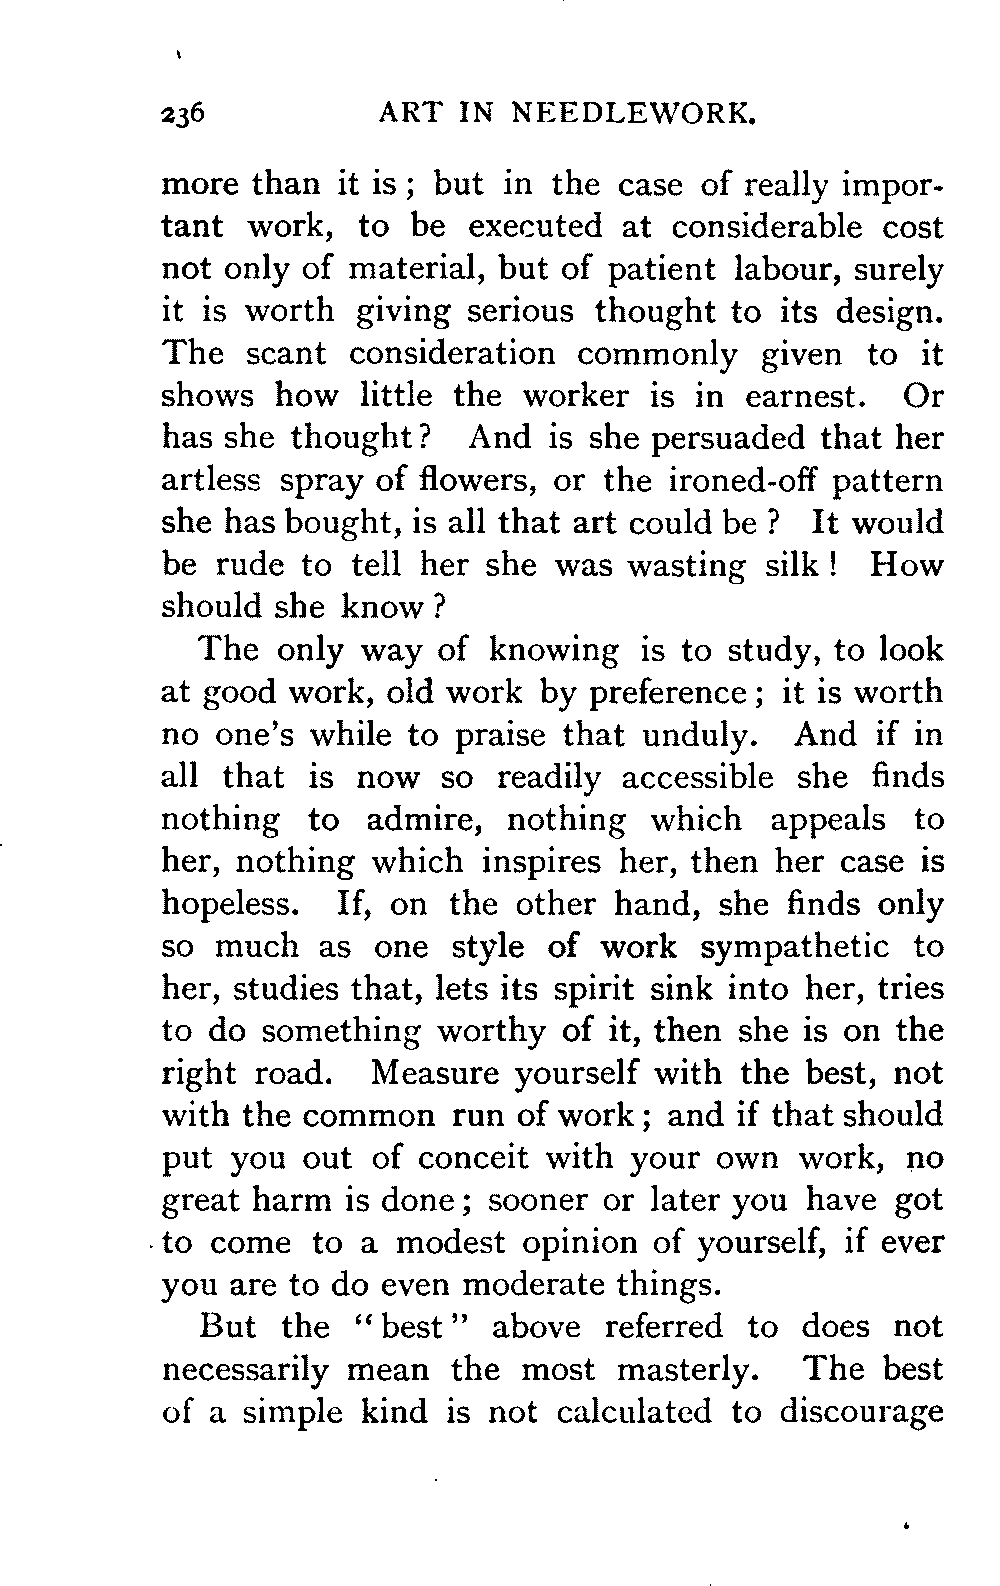 236 ART IN NEEDLEWORK.
more than it is ; but in the case of really impor-
tant work, to be executed at considerable cost
not only of material, but of patient labour, surely
it is worth giving serious thought to its design.
The scant consideration commonly given to it
shows how little the worker is in earnest. Or
has she thought ? And is she persuaded that her
artless spray of flowers, or the ironed-off pattern
she has bought, is all that art could be ? It would
be rude to tell her she was wasting silk ! How
should she know ?
The only way of knowing is to study, to look
at good work, old work by preference ; it is worth
no one's while to praise that unduly. And if in
all that is now so readily accessible she finds
nothing to admire, nothing which appeals to
her, nothing which inspires her, then her case is
hopeless. If, on the other hand, she finds only
so much as one style of work sympathetic to
her, studies that, lets its spirit sink into her, tries
to do something worthy of it, then she is on the
right road. Measure yourself with the best, not
with the common run of work ; and if that should
put you out of conceit with your own work, no
great harm is done ; sooner or later you have got
to come to a modest opinion of yourself, if ever
you are to do even moderate things.
But the “ best ” above referred to does not
necessarily mean the most masterly. The best
of a simple kind is not calculated to discourage